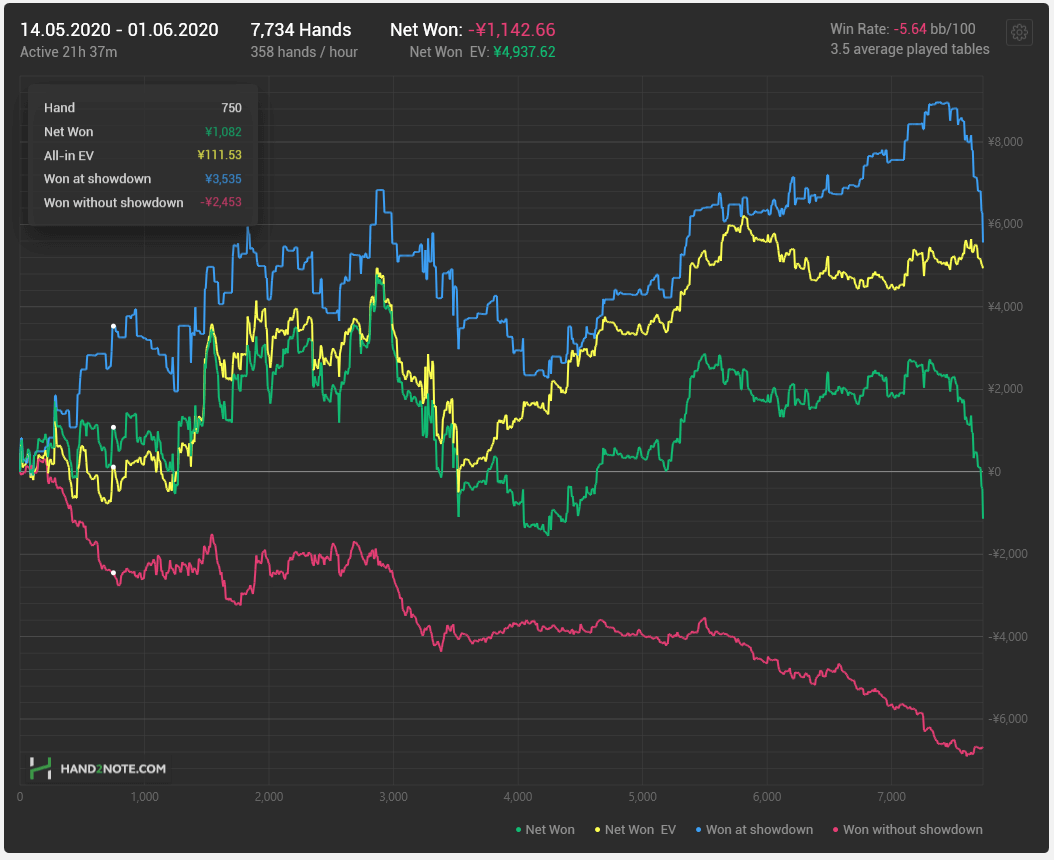 14.05.2020 - 01.06.2020 7,734 Hands Net Won: -¥1,142.66 Win Rate: -5.64 bb/100
Active 21h 37m 358 hands / hour Net Won EV: ¥4,937.62 3.5 average played tables
Hand 750
Net Won ¥1,082
All-in EV ¥111.53
Won at showdown ¥3,535
Won without showdown -¥2,453
¥8,000
¥6,000
¥4,000
¥2,000
¥0
-¥2,000
-¥4,000
-¥6,000
HAND2NOTE.COM
0 1,000 2,000 3,000 4,000 5,000 6,000 7,000
Net Won Net Won EV Won at showdown Won without showdown